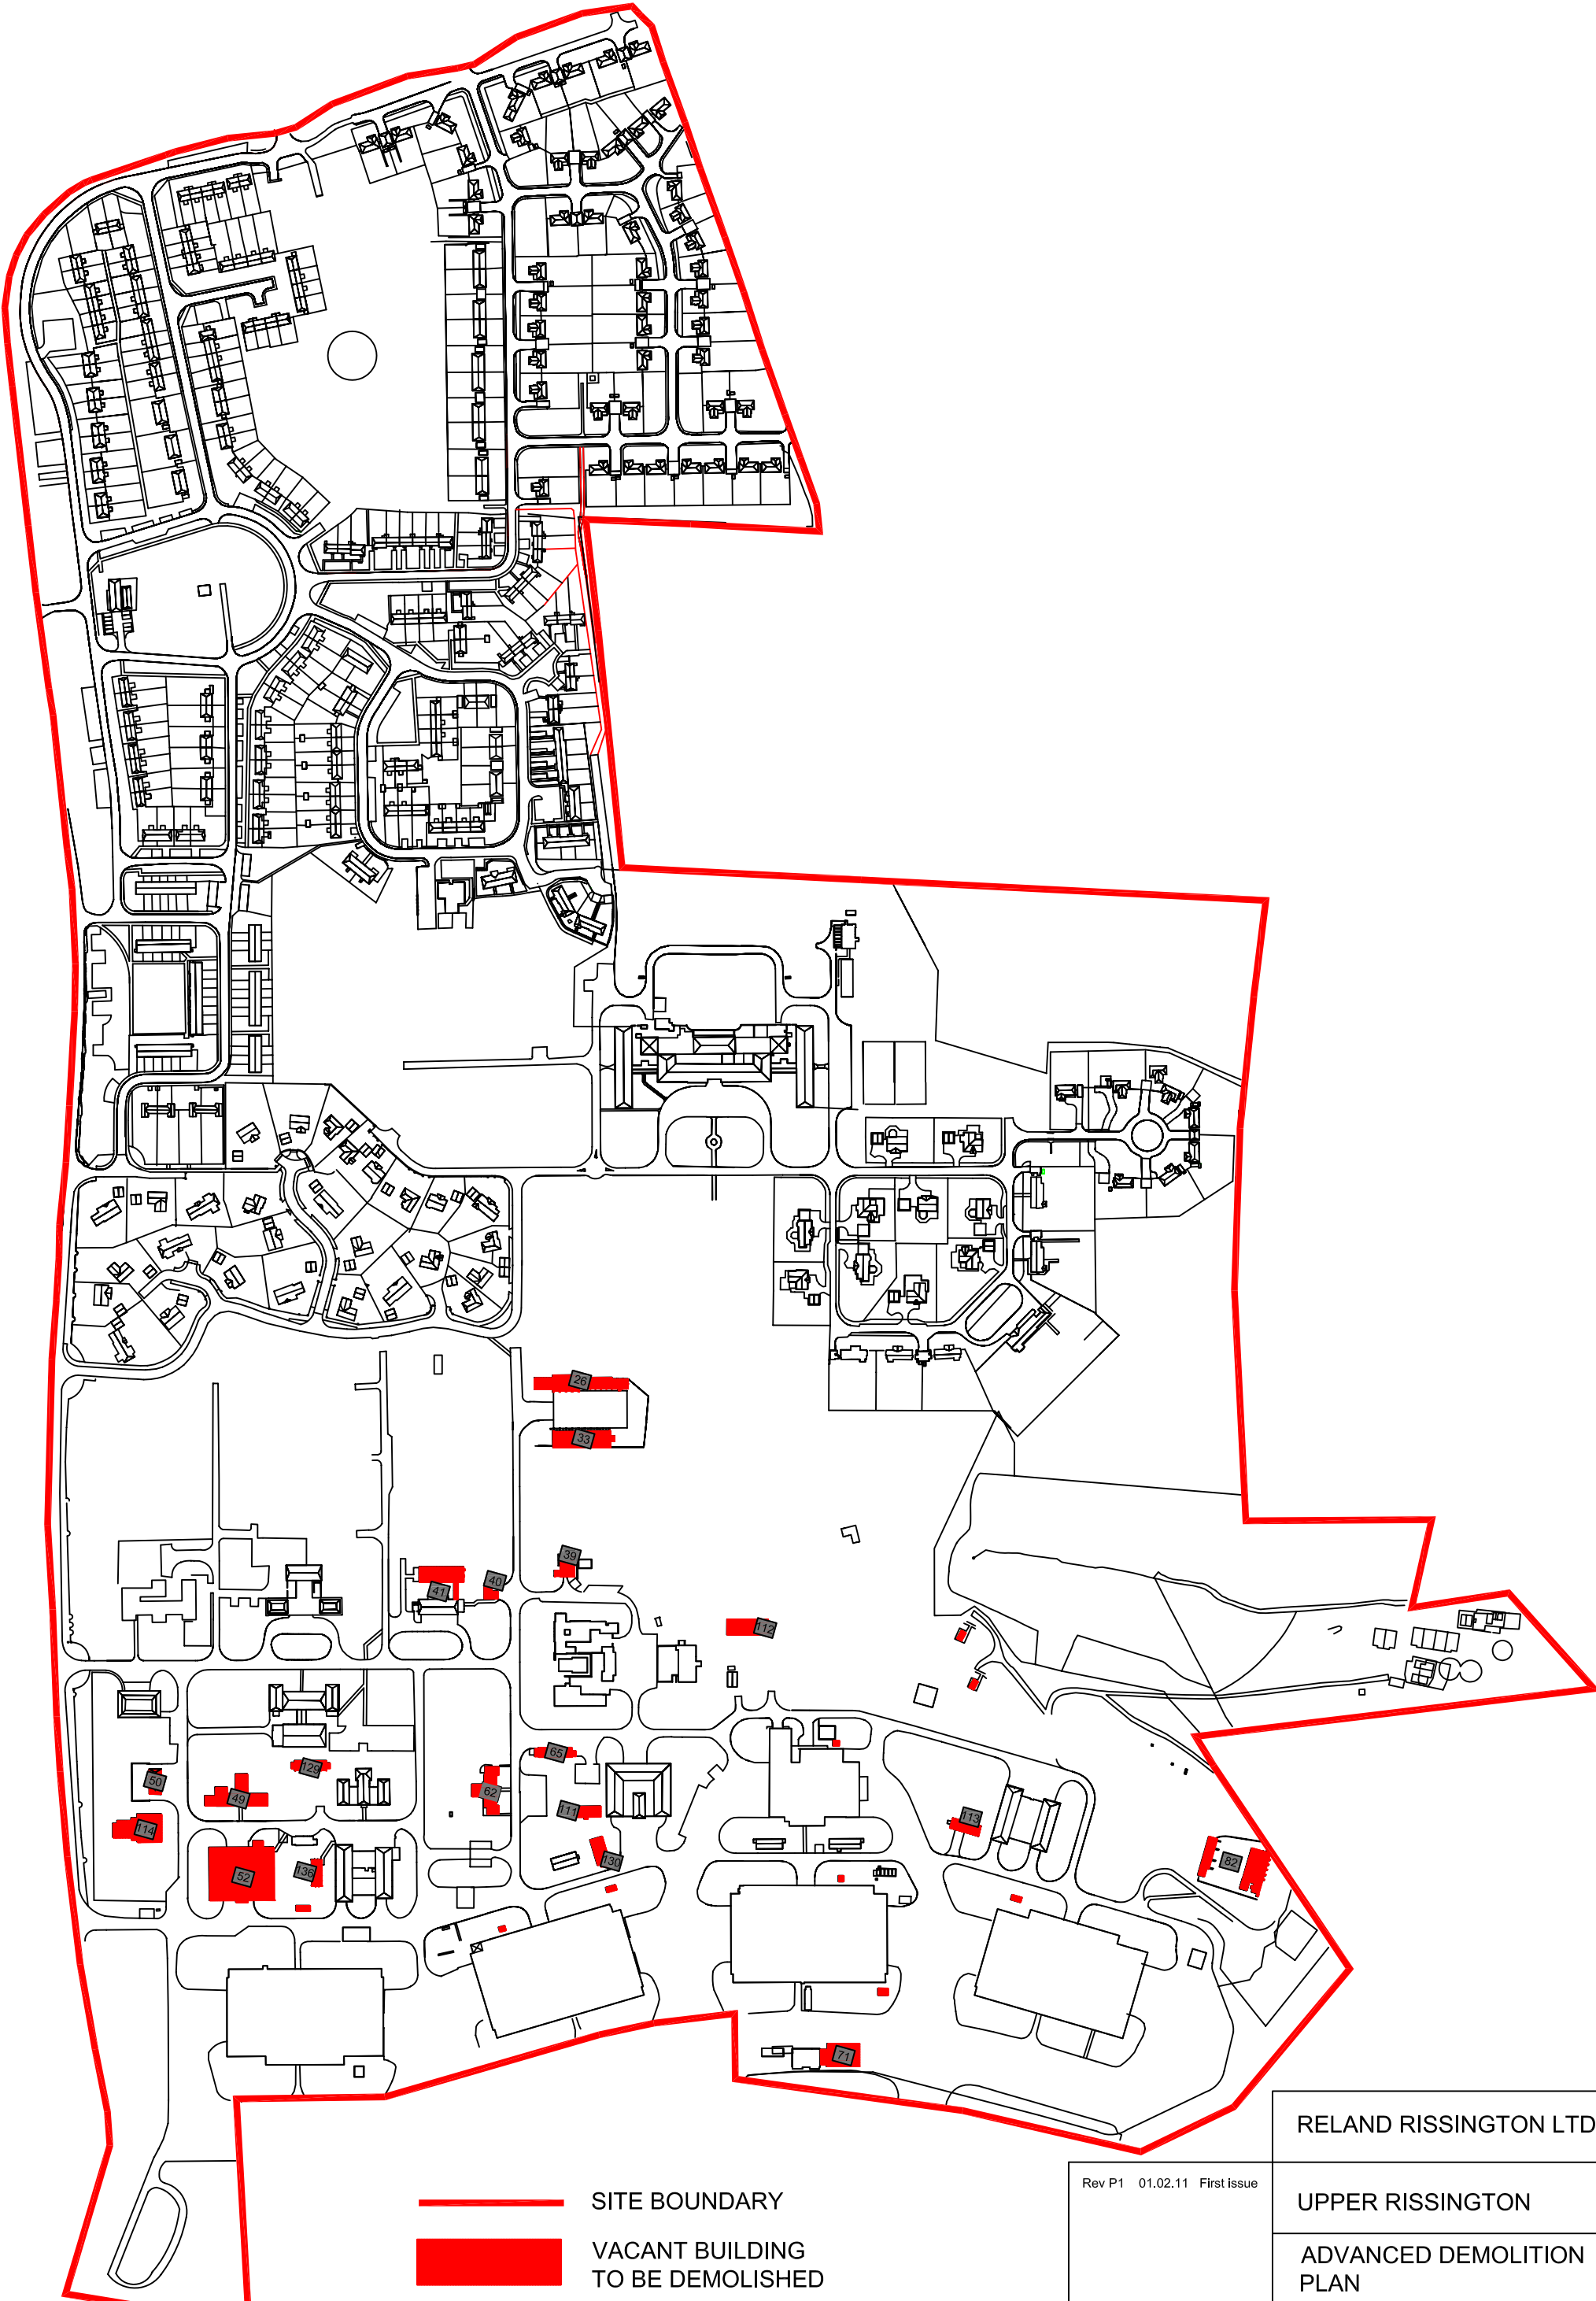 26
33
39
41
40
112
65
129
50
62
49
111
113
114
130
82
136
52
71
RELAND RISSINGTON LTD
Rev P1 01.02.11 First issue
UPPER RISSINGTON
ADVANCED DEMOLITION
PLAN
SITE BOUNDARY
VACANT BUILDING
TO BE DEMOLISHED